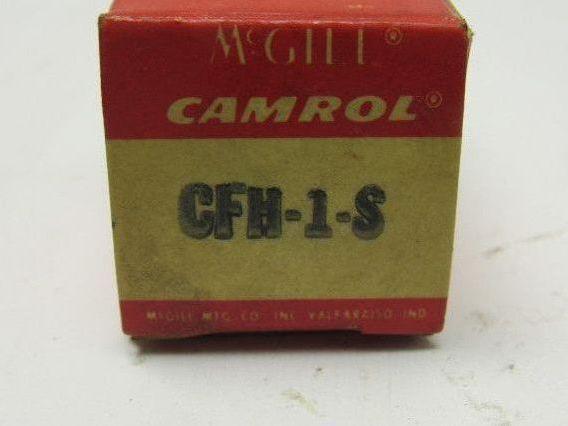 McGILL®
CAMROL®
CFH-1-S
McGILL MFG. CO. INC. VALPARAISO IND.